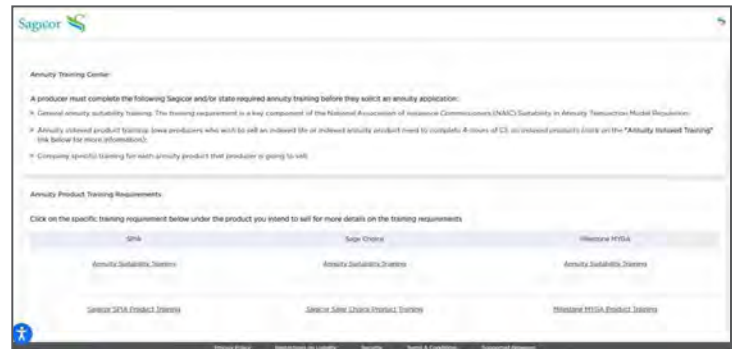 Sagicor
Annuity Training Center
A producer must complete the following Sagicor and/or state required annuity training before they solicit an annuity application:
General annuity suitability training. The training requirement is a key component of the National Association of Insurance Commissioners (NAIC) Suitability in Annuity Transaction Model Regulation.
Annuity indexed product training. Iowa producers who wish to sell an indexed life or indexed annuity product need to complete 4 hours of CE on indexed products (click on the "Annuity Indexed Training"
link below for more information).
Company specific training for each annuity product that producer is going to sell.
Annuity Product Training Requirements
Click on the specific training requirement below under the product you intend to sell for more details on the training requirements
SPIA Sage Choice Milestone MYGA
Annuity Suitability Training Annuity Suitability Training Annuity Suitability Training
Sagicor SPIA Product Training Sagicor Sage Choice Product Training Milestone MYGA Product Training
Privacy Policy Restrictions on Liability Security Terms & Condition Supported Browsers